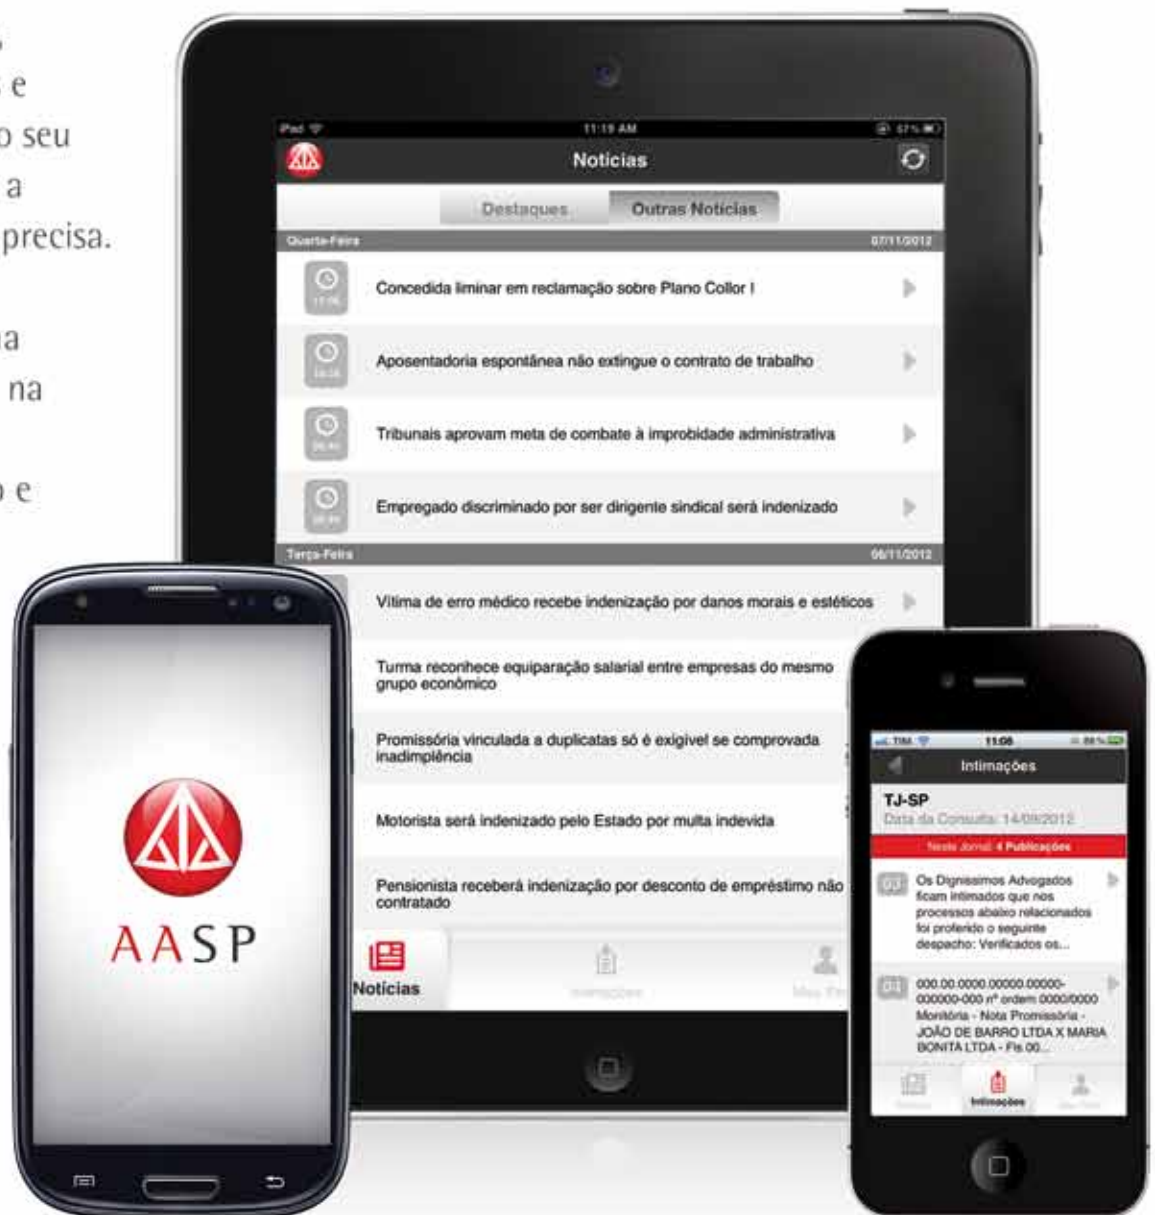 e
o seu
a
precisa.
na
o e
iPad
11:19 AM
57%
Notícias
Destaques
Outras Notícias
Quarta-Feira
07/11/2012
Concedida liminar em reclamação sobre Plano Collor I
Aposentadoria espontânea não extingue o contrato de trabalho
Tribunais aprovam meta de combate à improbidade administrativa
Empregado discriminado por ser dirigente sindical será indenizado
Terça-Feira
06/11/2012
Vítima de erro médico recebe indenização por danos morais e estéticos
Turma reconhece equiparação salarial entre empresas do mesmo
grupo econômico
Promissória vinculada a duplicatas só é exigível se comprovada
inadimplência
Motorista será indenizado pelo Estado por multa indevida
Pensionista receberá indenização por desconto de empréstimo não
contratado
Notícias
Intimações
AASP
TIM
11:06
Intimações
TJ-SP
Data da Consulta: 14/09/2012
Neste Jornal: 4 Publicações
Os Digníssimos Advogados
ficam intimados que nos
processos abaixo relacionados
foi proferido o seguinte
despacho: Verificados os...
04
000.00.0000.00000.00000-
000000-000 nº ordem 0000/0000
Monitória - Nota Promissória -
JOÃO DE BARRO LTDA X MARIA
BONITA LTDA - Fls.00...
Intimações